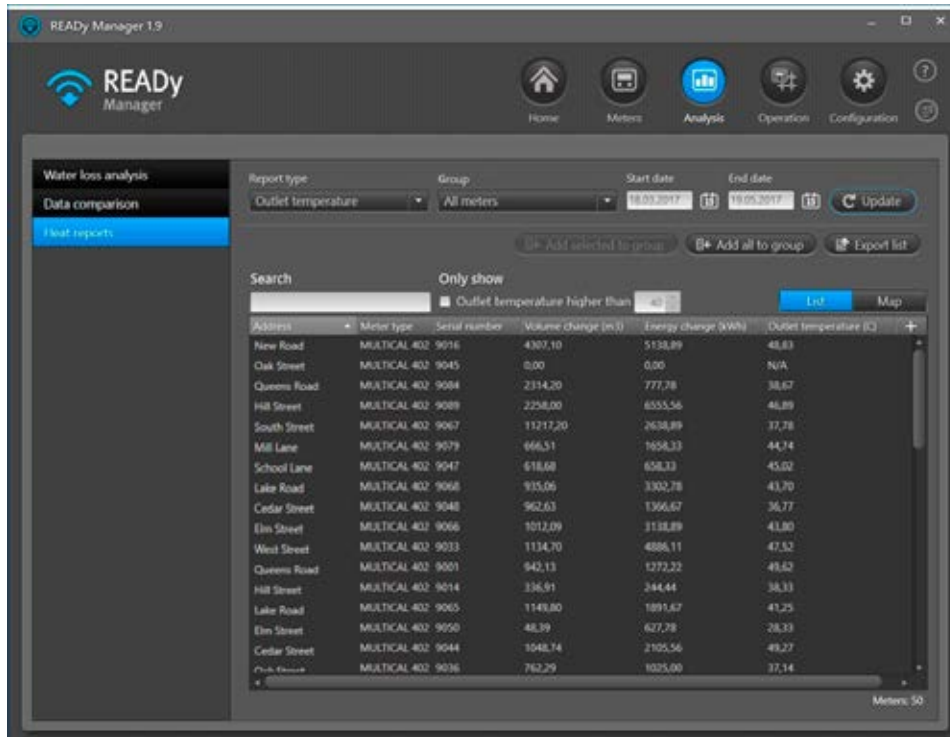 READy Manager 1.9
READy
Manager
Home Meters Analysis Operation Configuration
Water loss analysis
Data comparison
Heat reports
Report type Group Start date End date
Outlet temperature All meters 18.03.2017 19.05.2017 Update
Add selected to group Add all to group Export list
Search Only show
Outlet temperature higher than 40 List Map
Address Meter type Serial number Volume change (m3) Energy change (kWh) Outlet temperature (C) +
New Road MULTICAL 402 9016 4307,10 5138,89 48,83
Oak Street MULTICAL 402 9045 0,00 0,00 N/A
Queens Road MULTICAL 402 9084 2314,20 777,78 38,67
Hill Street MULTICAL 402 9089 2258,00 6555,56 46,89
South Street MULTICAL 402 9067 11217,20 2638,89 37,78
Mill Lane MULTICAL 402 9079 666,51 1658,33 44,74
School Lane MULTICAL 402 9047 618,68 658,33 45,02
Lake Road MULTICAL 402 9068 935,06 3302,78 43,70
Cedar Street MULTICAL 402 9048 962,63 1366,67 36,77
Elm Street MULTICAL 402 9066 1012,09 3138,89 43,80
West Street MULTICAL 402 9033 1134,70 4886,11 47,52
Queens Road MULTICAL 402 9001 942,13 1272,22 49,62
Hill Street MULTICAL 402 9014 336,91 244,44 38,33
Lake Road MULTICAL 402 9065 1149,80 1891,67 41,25
Elm Street MULTICAL 402 9050 48,39 627,78 28,33
Cedar Street MULTICAL 402 9044 1048,74 2105,56 49,27
Oak Street MULTICAL 402 9036 762,29 1025,00 37,14
Meters: 50